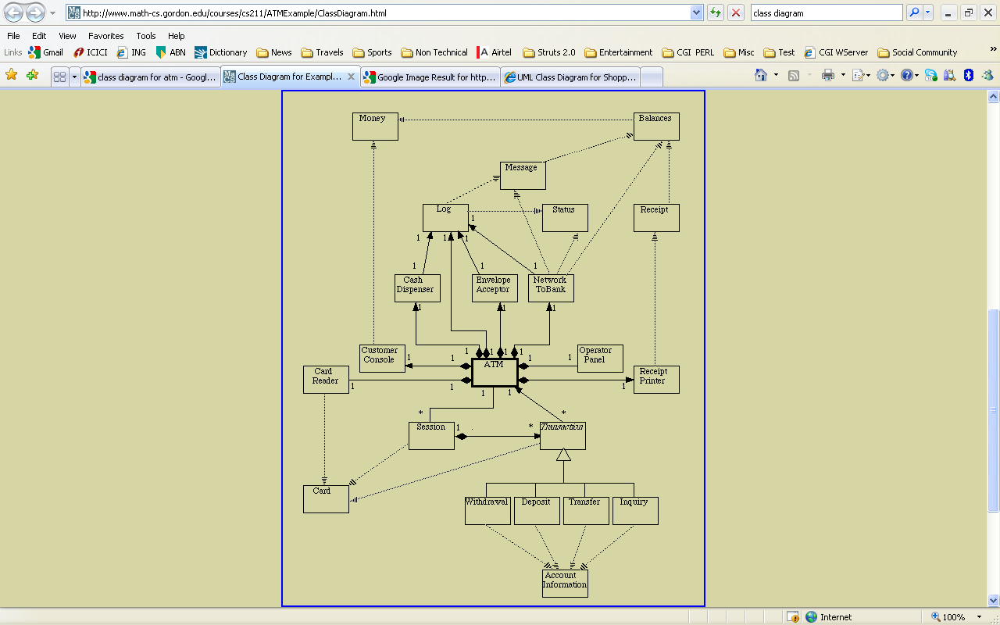 http://www.math-cs.gordon.edu/courses/cs211/ATMExample/ClassDiagram.html
class diagram
File Edit View Favorites Tools Help
Links Gmail ICICI ING ABN Dictionary News Travels Sports Non Technical Airtel Struts 2.0 Entertainment CGI PERL Misc Test CGI WServer Social Community »
class diagram for atm - Googl...
Class Diagram for Exampl...
Google Image Result for http...
UML Class Diagram for Shopp...
Money
Balances
Message
Log
Status
Receipt
1
1 1 1
1 1 1
Cash
Dispenser
Envelope
Acceptor
Network
ToBank
1 1 1
1 1 1 1
Customer
Console
Operator
Panel
1 1 1 1
ATM
Card
Reader
Receipt
Printer
1 1 1
1 1
* *
Session
1 . *
Transaction
Card
Withdrawal
Deposit
Transfer
Inquiry
Account
Information
Internet
100%